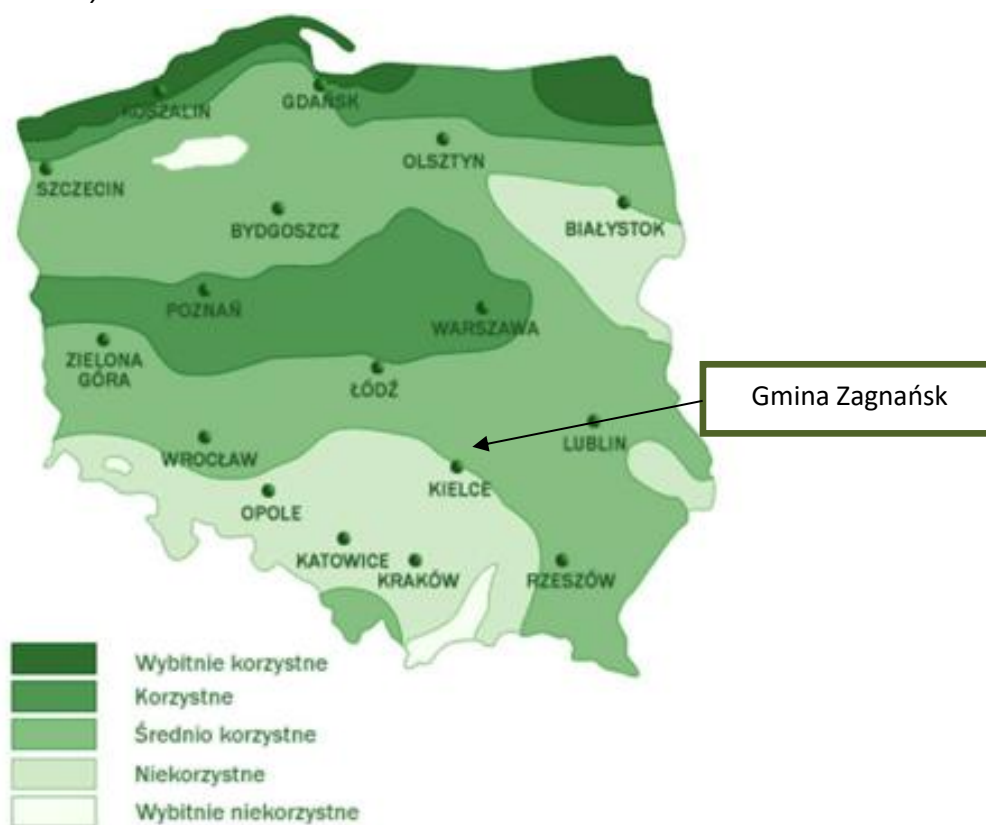 )
KOSZALIN
GDAŃSK
OLSZTYN
SZCZECIN
BYDGOSZCZ
BIAŁYSTOK
POZNAŃ
WARSZAWA
ZIELONA
GÓRA
ŁÓDŹ
Gmina Zagnańsk
WROCŁAW
LUBLIN
KIELCE
OPOLE
KATOWICE
KRAKÓW
RZESZÓW
Wybitnie korzystne
Korzystne
Średnio korzystne
Niekorzystne
Wybitnie niekorzystne